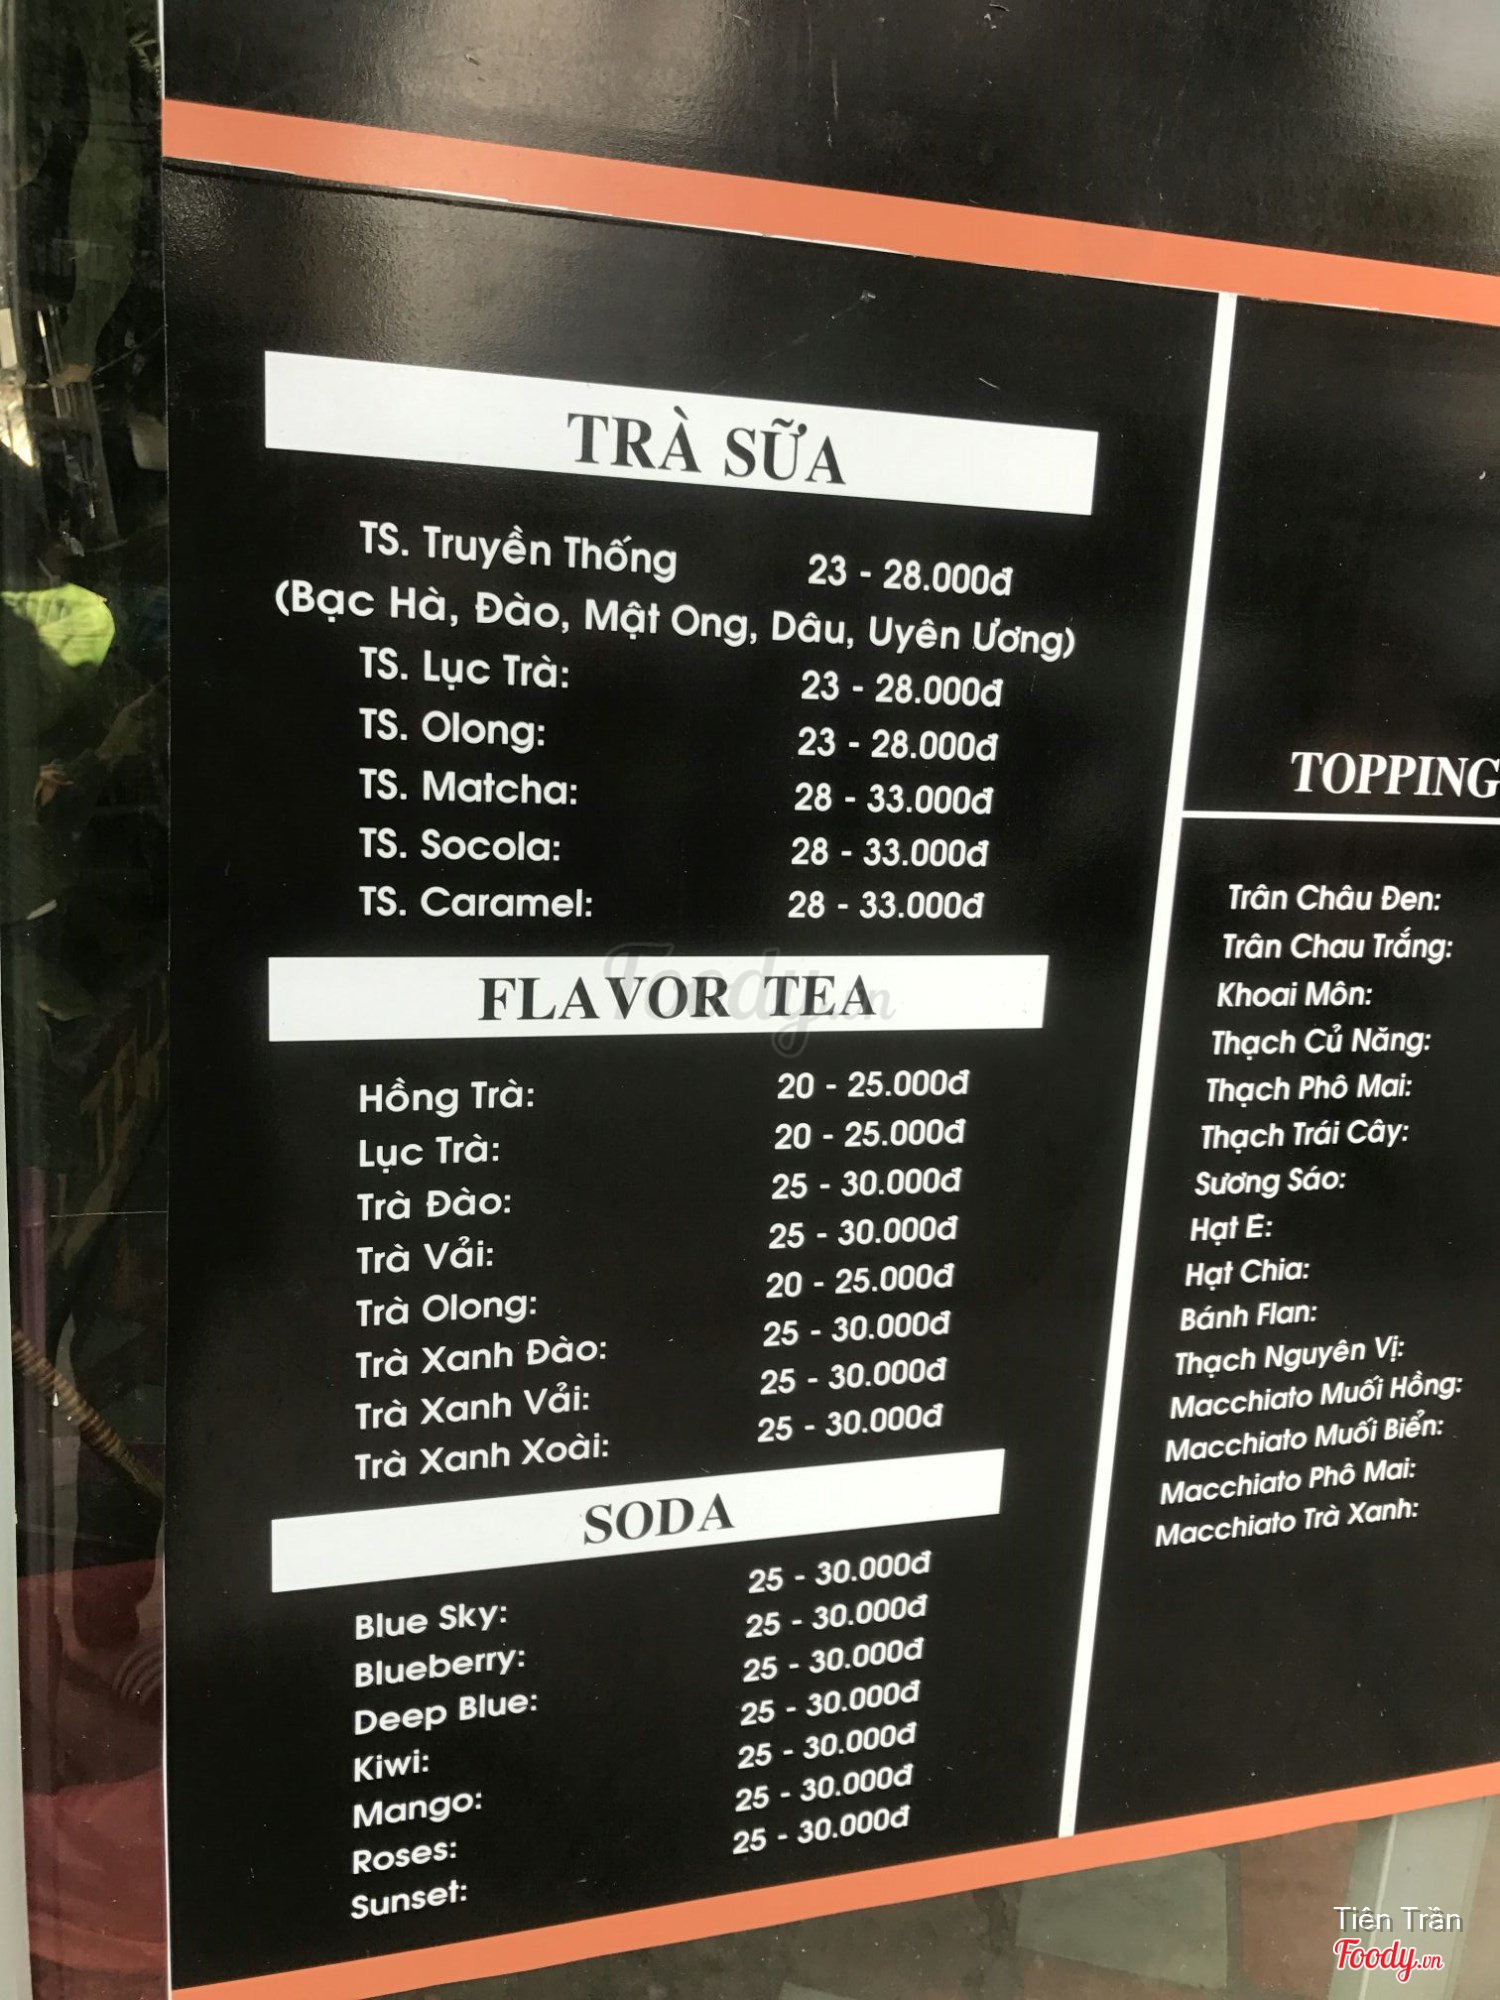 TRÀ SỮA
TS. Truyền Thống 23 - 28.000đ
(Bạc Hà, Đào, Mật Ong, Dâu, Uyên Ương)
TS. Lục Trà: 23 - 28.000đ
TS. Olong: 23 - 28.000đ
TS. Matcha: 28 - 33.000đ
TS. Socola: 28 - 33.000đ
TS. Caramel: 28 - 33.000đ
FLAVOR TEA
Hồng Trà: 20 - 25.000đ
Lục Trà: 20 - 25.000đ
Trà Đào: 25 - 30.000đ
Trà Vải: 25 - 30.000đ
Trà Olong: 20 - 25.000đ
Trà Xanh Đào: 25 - 30.000đ
Trà Xanh Vải: 25 - 30.000đ
Trà Xanh Xoài: 25 - 30.000đ
SODA
Blue Sky: 25 - 30.000đ
Blueberry: 25 - 30.000đ
Deep Blue: 25 - 30.000đ
Kiwi: 25 - 30.000đ
Mango: 25 - 30.000đ
Roses: 25 - 30.000đ
Sunset: 25 - 30.000đ
TOPPING
Trân Châu Đen:
Trân Chau Trắng:
Khoai Môn:
Thạch Củ Năng:
Thạch Phô Mai:
Thạch Trái Cây:
Sương Sáo:
Hạt É:
Hạt Chia:
Bánh Flan:
Thạch Nguyên Vị:
Macchiato Muối Hồng:
Macchiato Muối Biển:
Macchiato Phô Mai:
Macchiato Trà Xanh:
Foody.vn
Tiên Trần
Foody.vn